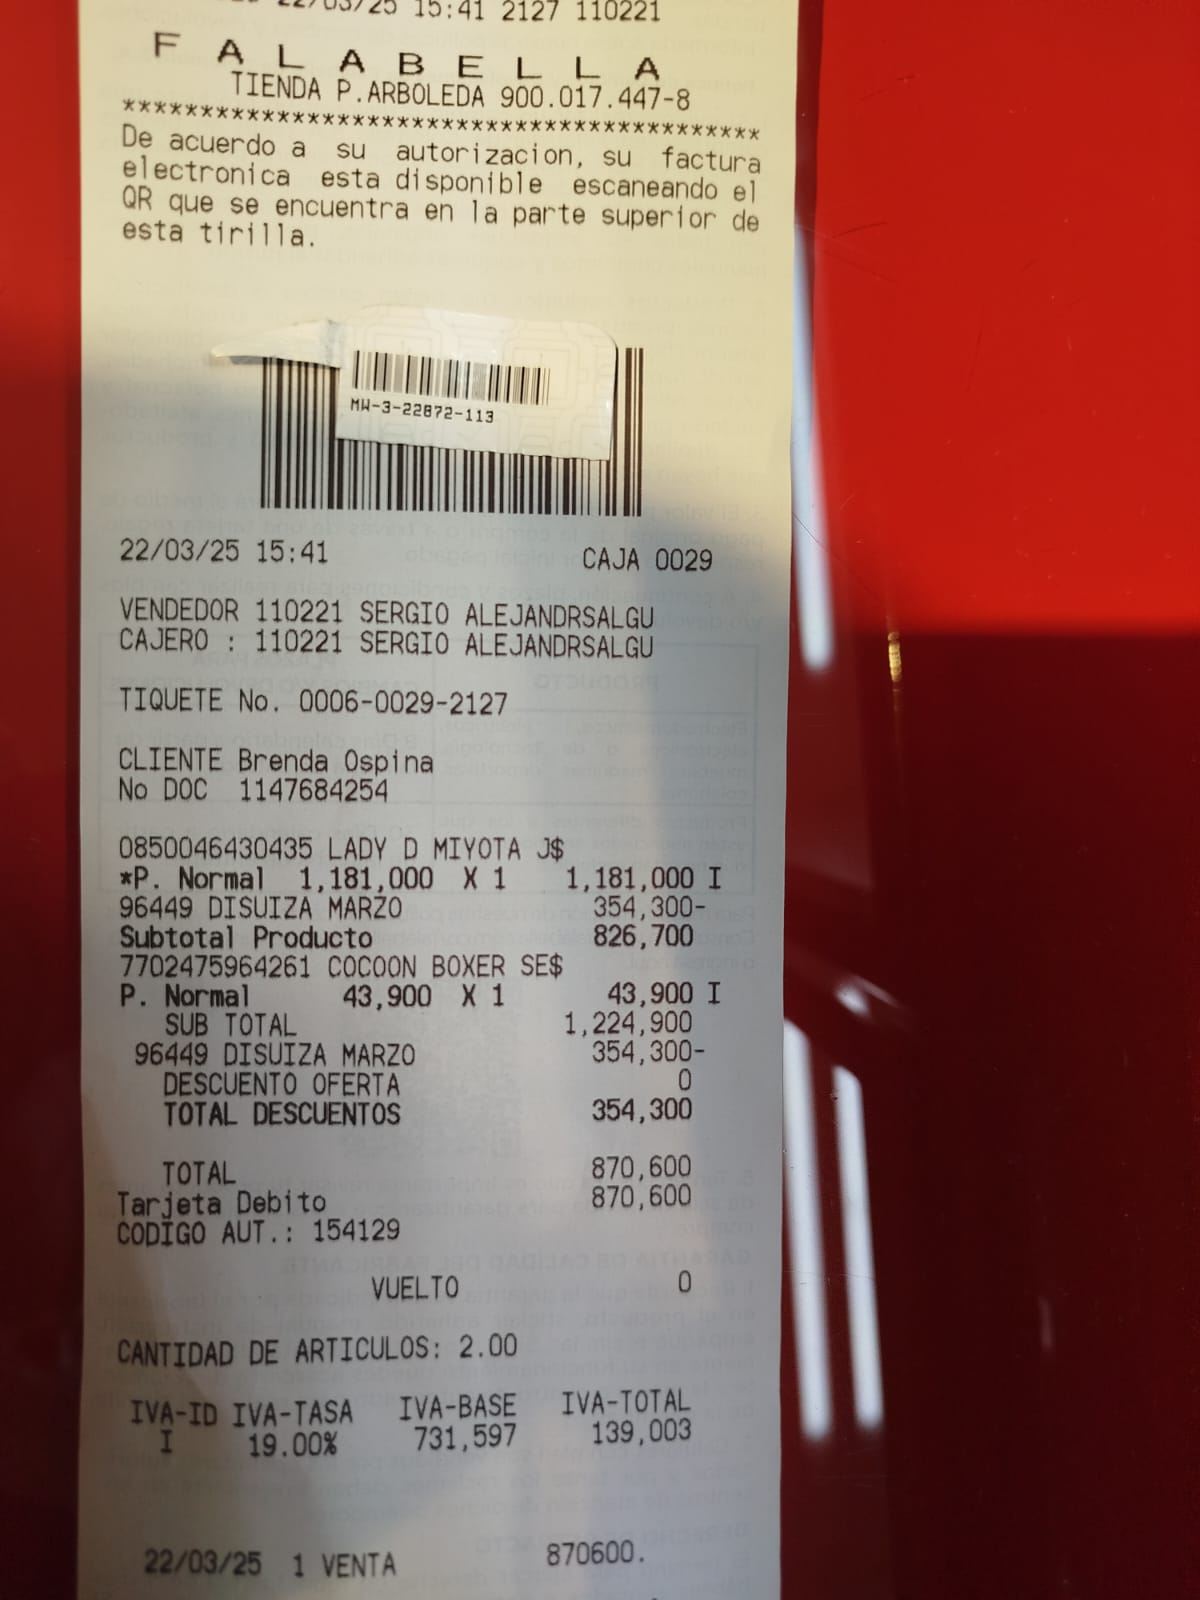 22/03/25 15:41 2127 110221
FALABELLA
TIENDA P.ARBOLEDA 900.017.447-8
******************************************
De acuerdo a su autorizacion, su factura
electronica esta disponible escaneando el
QR que se encuentra en la parte superior de
esta tirilla.
MW-3-22872-113
22/03/25 15:41 CAJA 0029
VENDEDOR 110221 SERGIO ALEJANDRSALGU
CAJERO : 110221 SERGIO ALEJANDRSALGU
TIQUETE No. 0006-0029-2127
CLIENTE Brenda Ospina
No DOC 1147684254
0850046430435 LADY D MIYOTA J$
*P. Normal 1,181,000 X 1 1,181,000 I
96449 DISUIZA MARZO 354,300-
Subtotal Producto 826,700
7702475964261 COCOON BOXER SE$
P. Normal 43,900 X 1 43,900 I
SUB TOTAL 1,224,900
96449 DISUIZA MARZO 354,300-
DESCUENTO OFERTA 0
TOTAL DESCUENTOS 354,300
TOTAL 870,600
Tarjeta Debito 870,600
CODIGO AUT.: 154129
VUELTO 0
CANTIDAD DE ARTICULOS: 2.00
IVA-ID IVA-TASA IVA-BASE IVA-TOTAL
I 19.00% 731,597 139,003
22/03/25 1 VENTA 870600.